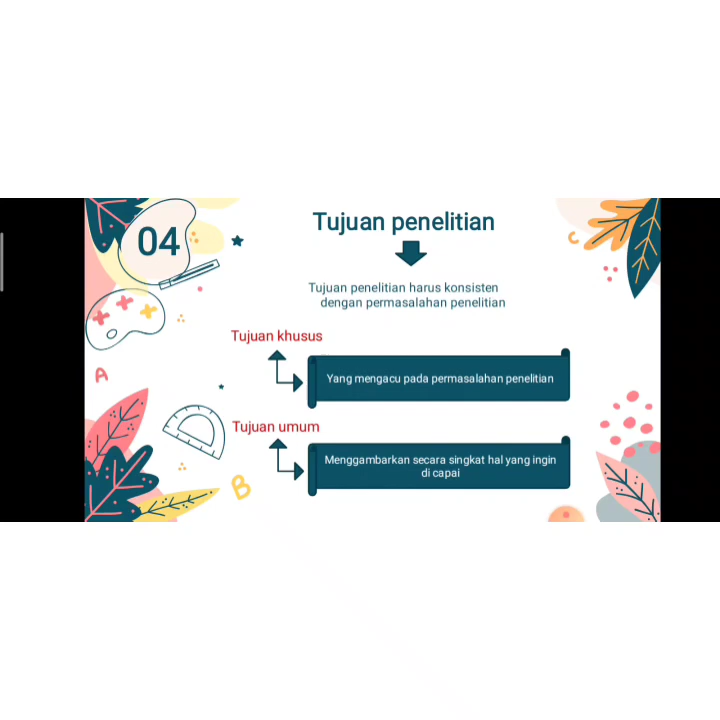 04
Tujuan penelitian
Tujuan penelitian harus konsisten
dengan permasalahan penelitian
Tujuan khusus
Yang mengacu pada permasalahan penelitian
Tujuan umum
Menggambarkan secara singkat hal yang ingin
di capai
A
B
C